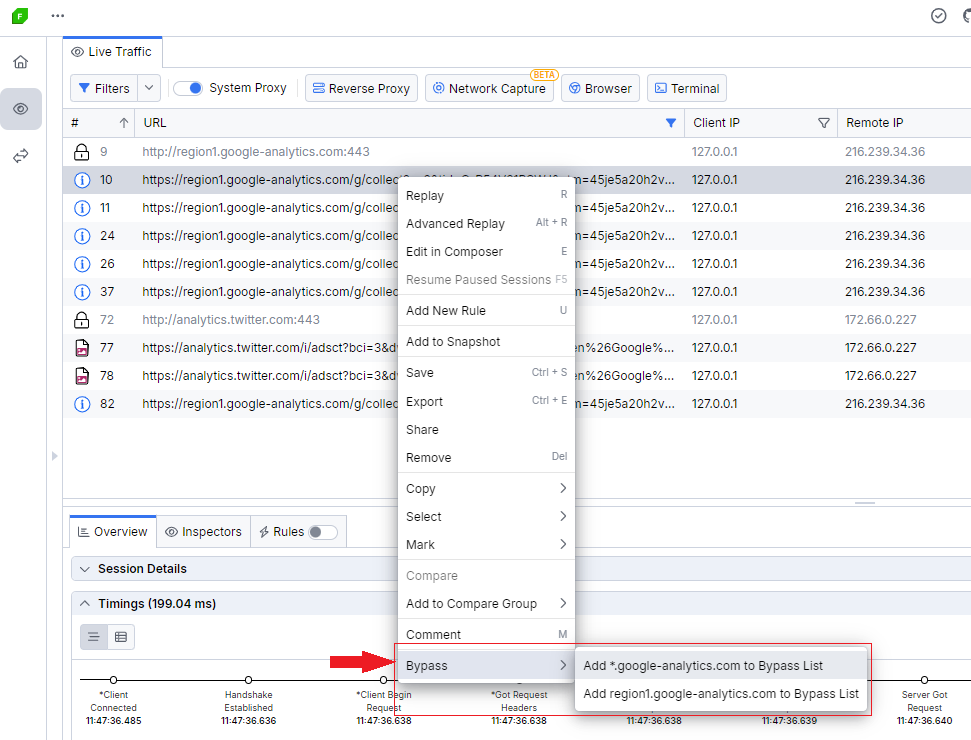 F ...
Live Traffic
Filters System Proxy Reverse Proxy Network Capture BETA Browser Terminal
# URL Client IP Remote IP
9 http://region1.google-analytics.com:443 127.0.0.1 216.239.34.36
10 https://region1.google-analytics.com/g/collec m=45je5a20h2v... 127.0.0.1 216.239.34.36
11 https://region1.google-analytics.com/g/collec m=45je5a20h2v... 127.0.0.1 216.239.34.36
24 https://region1.google-analytics.com/g/collec m=45je5a20h2v... 127.0.0.1 216.239.34.36
26 https://region1.google-analytics.com/g/collec m=45je5a20h2v... 127.0.0.1 216.239.34.36
37 https://region1.google-analytics.com/g/collec m=45je5a20h2v... 127.0.0.1 216.239.34.36
72 http://analytics.twitter.com:443 127.0.0.1 172.66.0.227
77 https://analytics.twitter.com/i/adsct?bci=3&d en%26Google%... 127.0.0.1 172.66.0.227
78 https://analytics.twitter.com/i/adsct?bci=3&d en%26Google%... 127.0.0.1 172.66.0.227
82 https://region1.google-analytics.com/g/collec m=45je5a20h2v... 127.0.0.1 216.239.34.36
Replay R
Advanced Replay Alt + R
Edit in Composer E
Resume Paused Sessions F5
Add New Rule U
Add to Snapshot
Save Ctrl + S
Export Ctrl + E
Share
Remove Del
Copy
Select
Mark
Compare
Add to Compare Group
Comment M
Bypass
Add *.google-analytics.com to Bypass List
Add region1.google-analytics.com to Bypass List
Overview Inspectors Rules
Session Details
Timings (199.04 ms)
*Client Connected
11:47:36.485
Handshake Established
11:47:36.636
*Client Begin Request
11:47:36.638
*Got Request Headers
11:47:36.638
11:47:36.638
11:47:36.639
Server Got Request
11:47:36.640